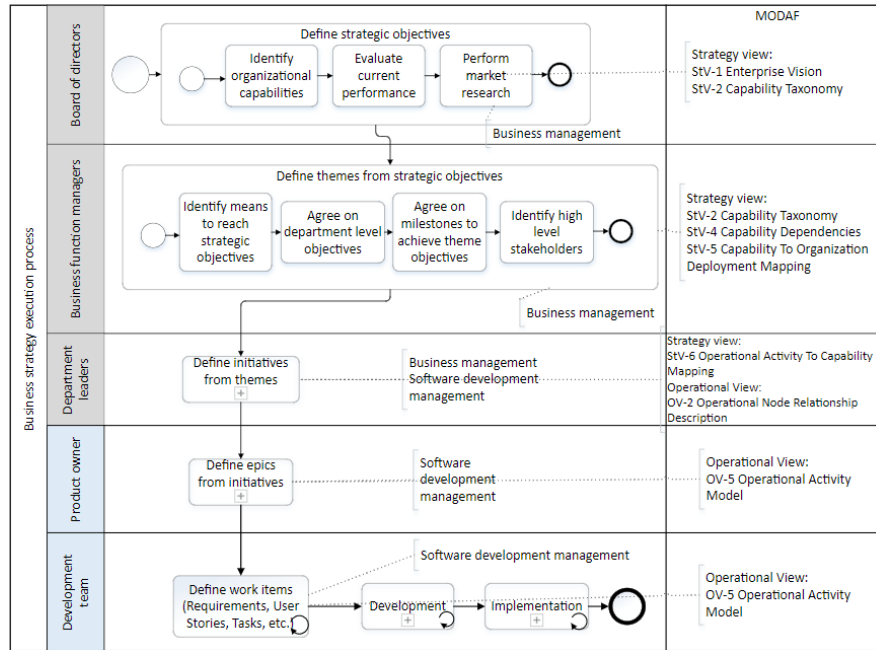 MODAF
Business strategy execution process
Board of directors
Define strategic objectives
Identify
organizational
capabilities
Evaluate
current
performance
Perform
market
research
Business management
Strategy view:
StV-1 Enterprise Vision
StV-2 Capability Taxonomy
Business function managers
Define themes from strategic objectives
Identify means
to reach
strategic
objectives
Agree on
department level
objectives
Agree on
milestones to
achieve theme
objectives
Identify high
level
stakeholders
Business management
Strategy view:
StV-2 Capability Taxonomy
StV-4 Capability Dependencies
StV-5 Capability To Organization
Deployment Mapping
Department
leaders
Define initiatives
from themes
Business management
Software development
management
Strategy view:
StV-6 Operational Activity To Capability
Mapping
Operational View:
OV-2 Operational Node Relationship
Description
Product owner
Define epics
from initiatives
Software
development
management
Operational View:
OV-5 Operational Activity
Model
Development
team
Software development management
Define work items
(Requirements, User
Stories, Tasks, etc.)
Development
Implementation
Operational View:
OV-5 Operational Activity
Model